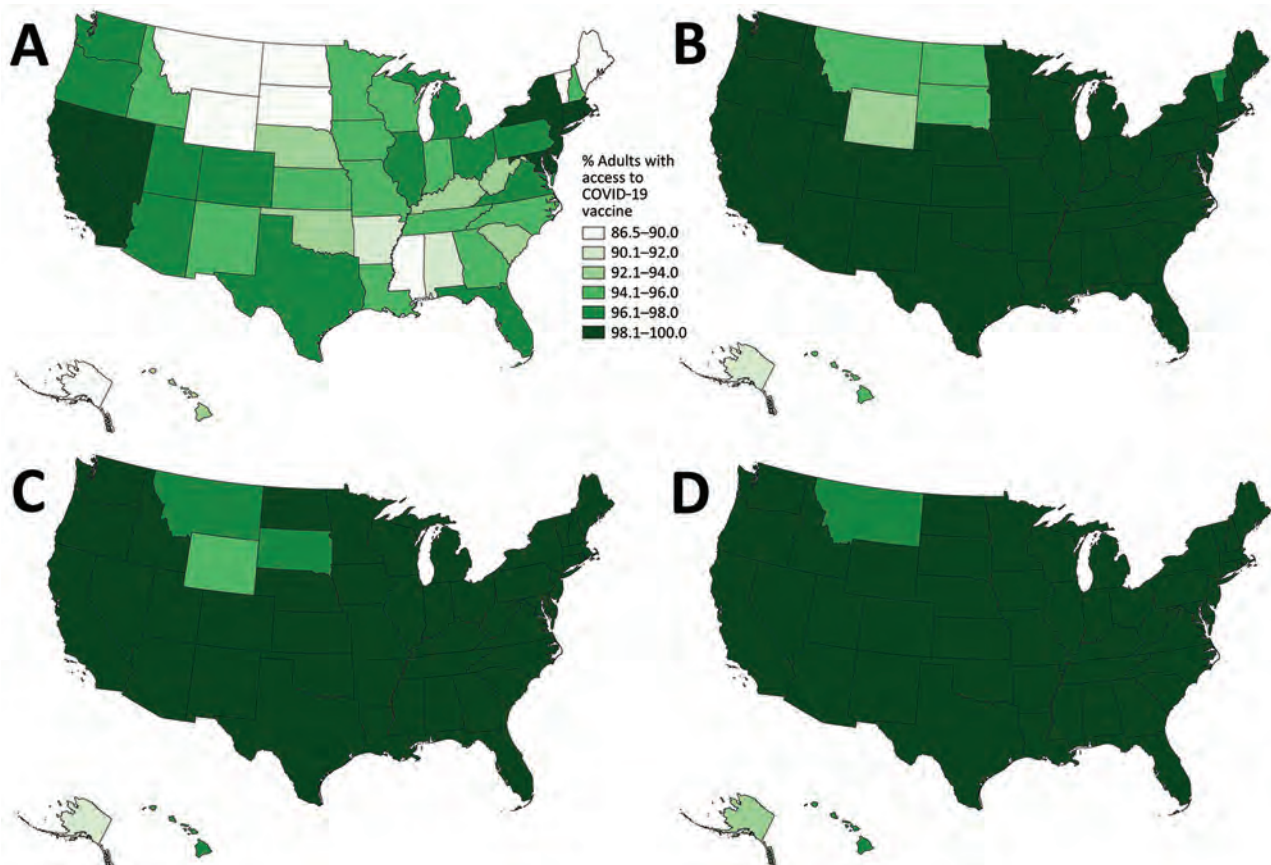 A
B
% Adults with
access to
COVID-19
vaccine
86.5–90.0
90.1–92.0
92.1–94.0
94.1–96.0
96.1–98.0
98.1–100.0
C
D